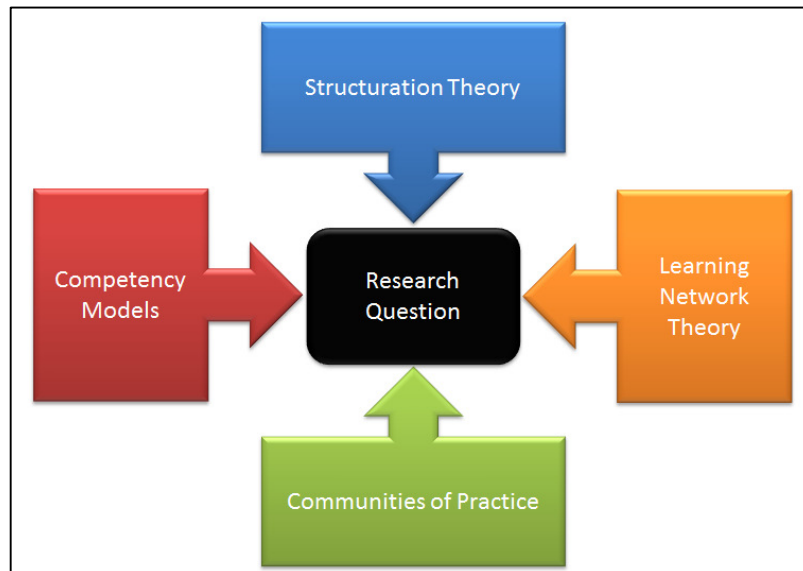 Structuration Theory
Competency
Models
Research
Question
Learning
Network
Theory
Communities of Practice